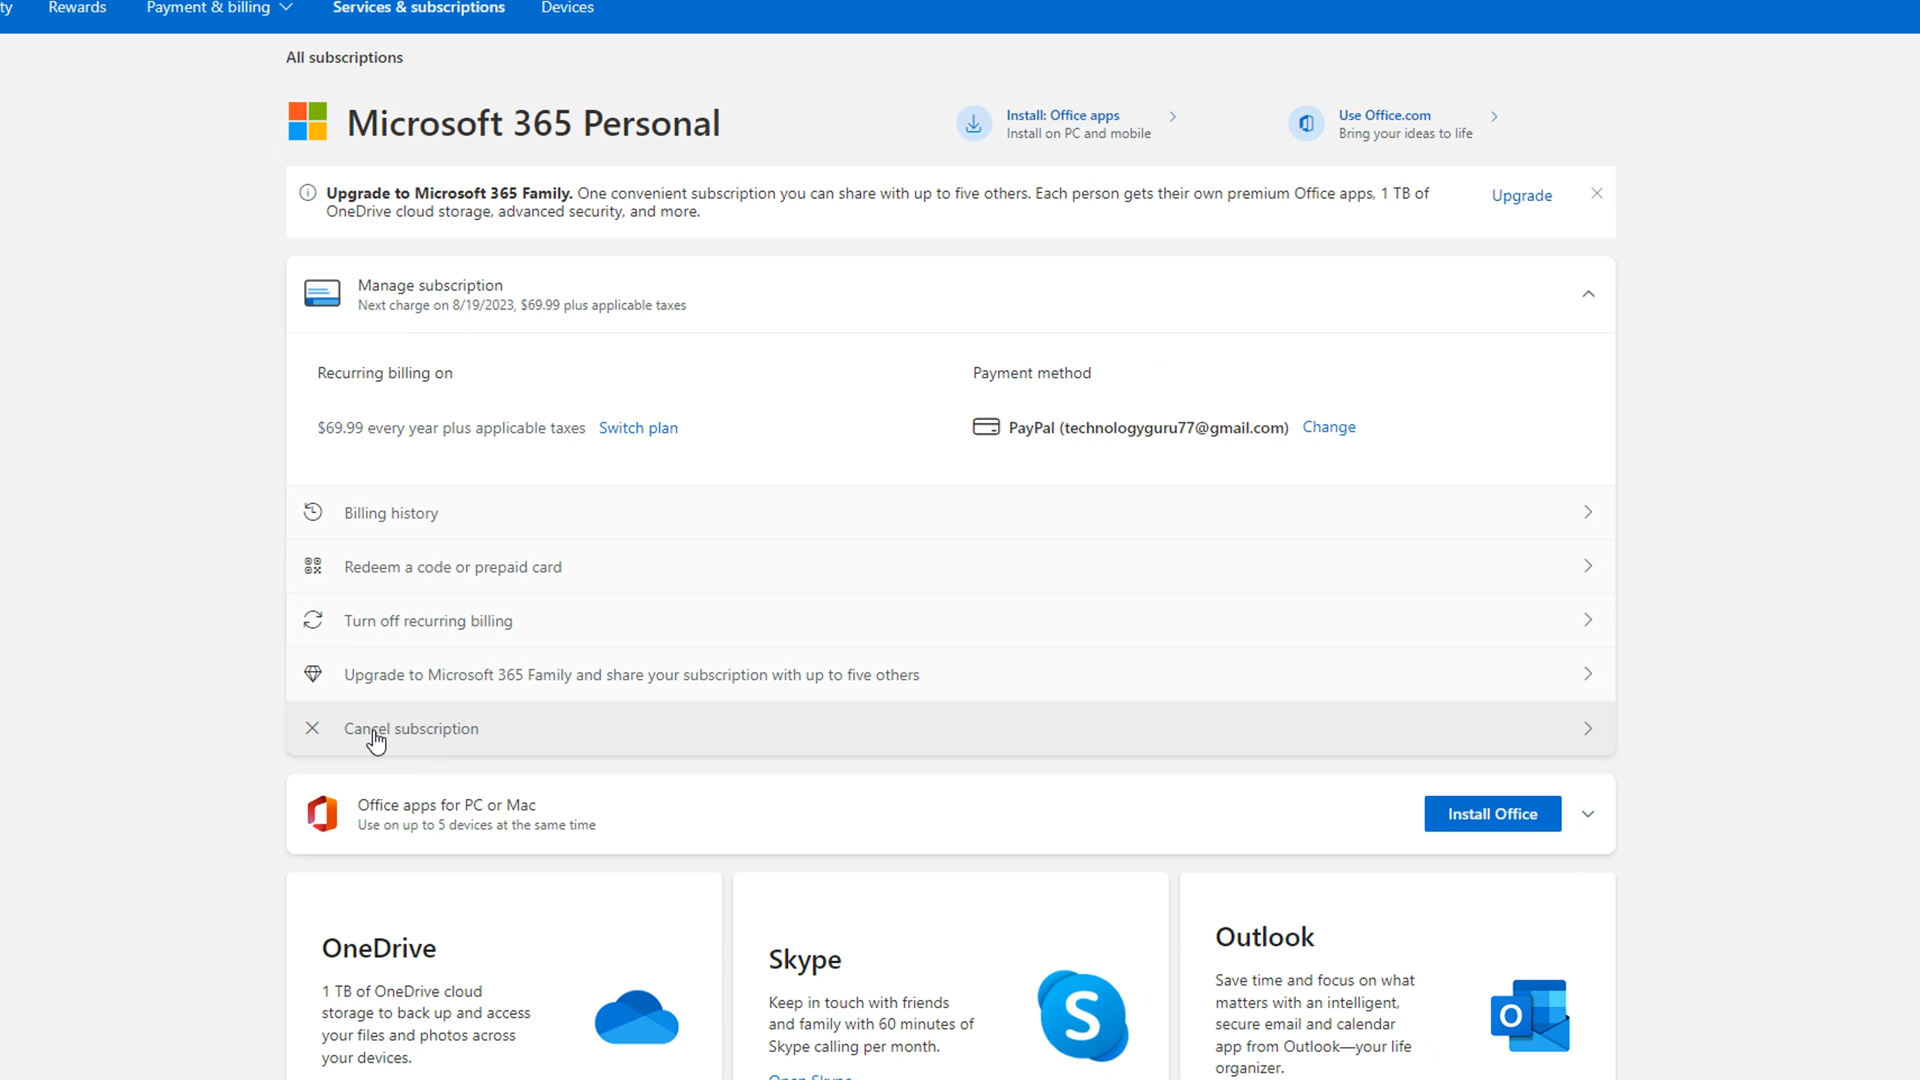 ty Rewards Payment & billing Services & subscriptions Devices
All subscriptions
Microsoft 365 Personal
Install: Office apps
Install on PC and mobile
Use Office.com
Bring your ideas to life
Upgrade to Microsoft 365 Family. One convenient subscription you can share with up to five others. Each person gets their own premium Office apps, 1 TB of
OneDrive cloud storage, advanced security, and more.
Upgrade
Manage subscription
Next charge on 8/19/2023, $69.99 plus applicable taxes
Recurring billing on
$69.99 every year plus applicable taxes Switch plan
Payment method
PayPal (technologyguru77@gmail.com) Change
Billing history
Redeem a code or prepaid card
Turn off recurring billing
Upgrade to Microsoft 365 Family and share your subscription with up to five others
Cancel subscription
Office apps for PC or Mac
Use on up to 5 devices at the same time
Install Office
OneDrive
1 TB of OneDrive cloud
storage to back up and access
your files and photos across
your devices.
Skype
Keep in touch with friends
and family with 60 minutes of
Skype calling per month.
Open Skype
S
Outlook
Save time and focus on what
matters with an intelligent,
secure email and calendar
app from Outlook—your life
organizer.
O